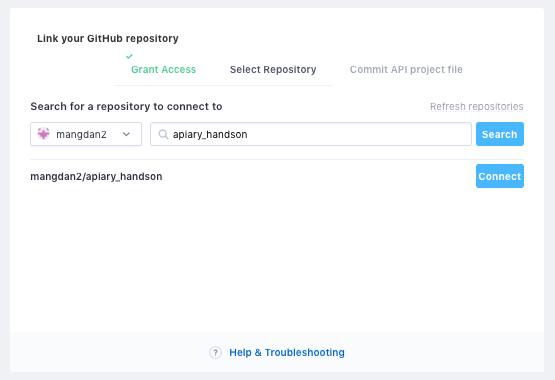 Link your GitHub repository
Grant Access Select Repository Commit API project file
Search for a repository to connect to Refresh repositories
mangdan2 apiary_handson Search
mangdan2/apiary_handson Connect
? Help & Troubleshooting